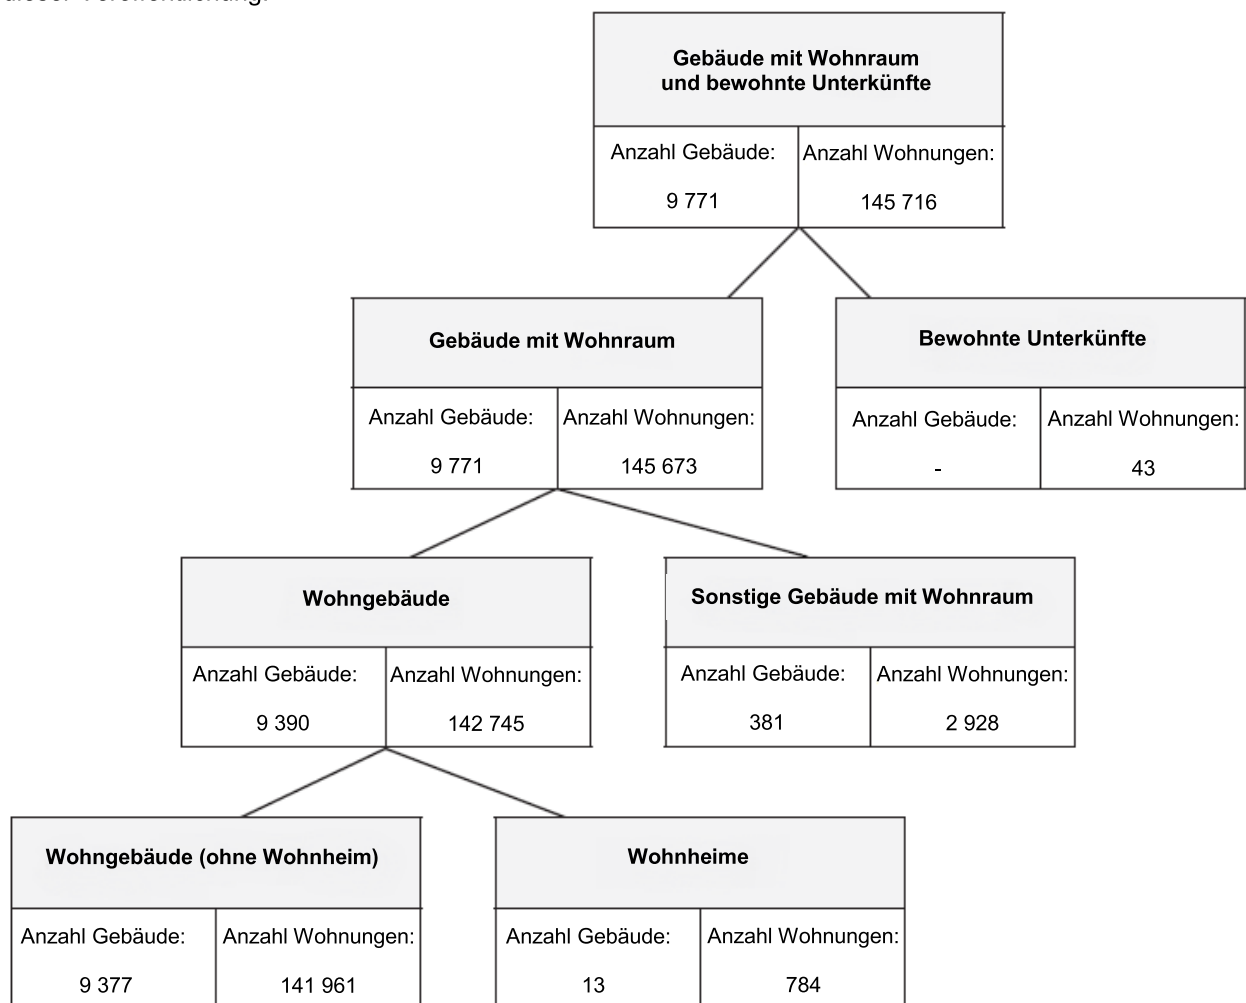 dieser Veröffentlichung.
Gebäude mit Wohnraum
und bewohnte Unterkünfte
Anzahl Gebäude:
9 771
Anzahl Wohnungen:
145 716
Gebäude mit Wohnraum
Anzahl Gebäude:
9 771
Anzahl Wohnungen:
145 673
Bewohnte Unterkünfte
Anzahl Gebäude:
-
Anzahl Wohnungen:
43
Wohngebäude
Anzahl Gebäude:
9 390
Anzahl Wohnungen:
142 745
Sonstige Gebäude mit Wohnraum
Anzahl Gebäude:
381
Anzahl Wohnungen:
2 928
Wohngebäude (ohne Wohnheim)
Anzahl Gebäude:
9 377
Anzahl Wohnungen:
141 961
Wohnheime
Anzahl Gebäude:
13
Anzahl Wohnungen:
784